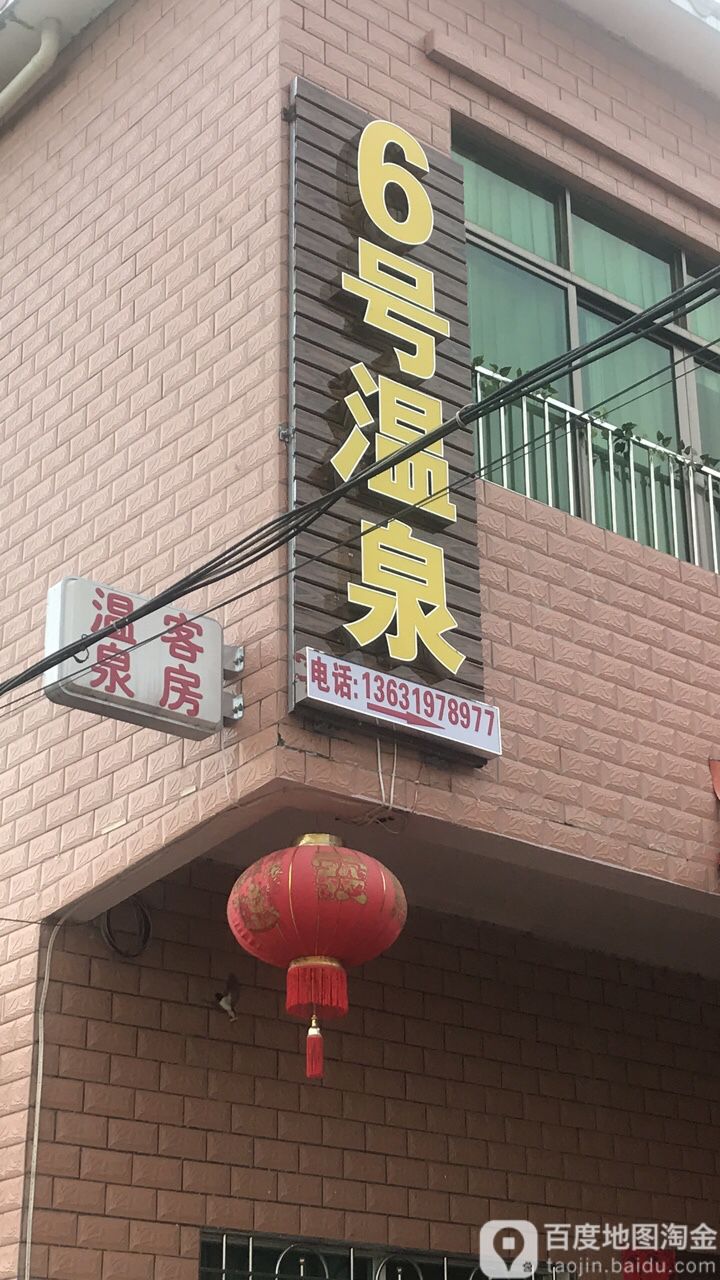 6号温泉
电话:13631978977
客房
温泉
百度地图淘金
taojin.baidu.com